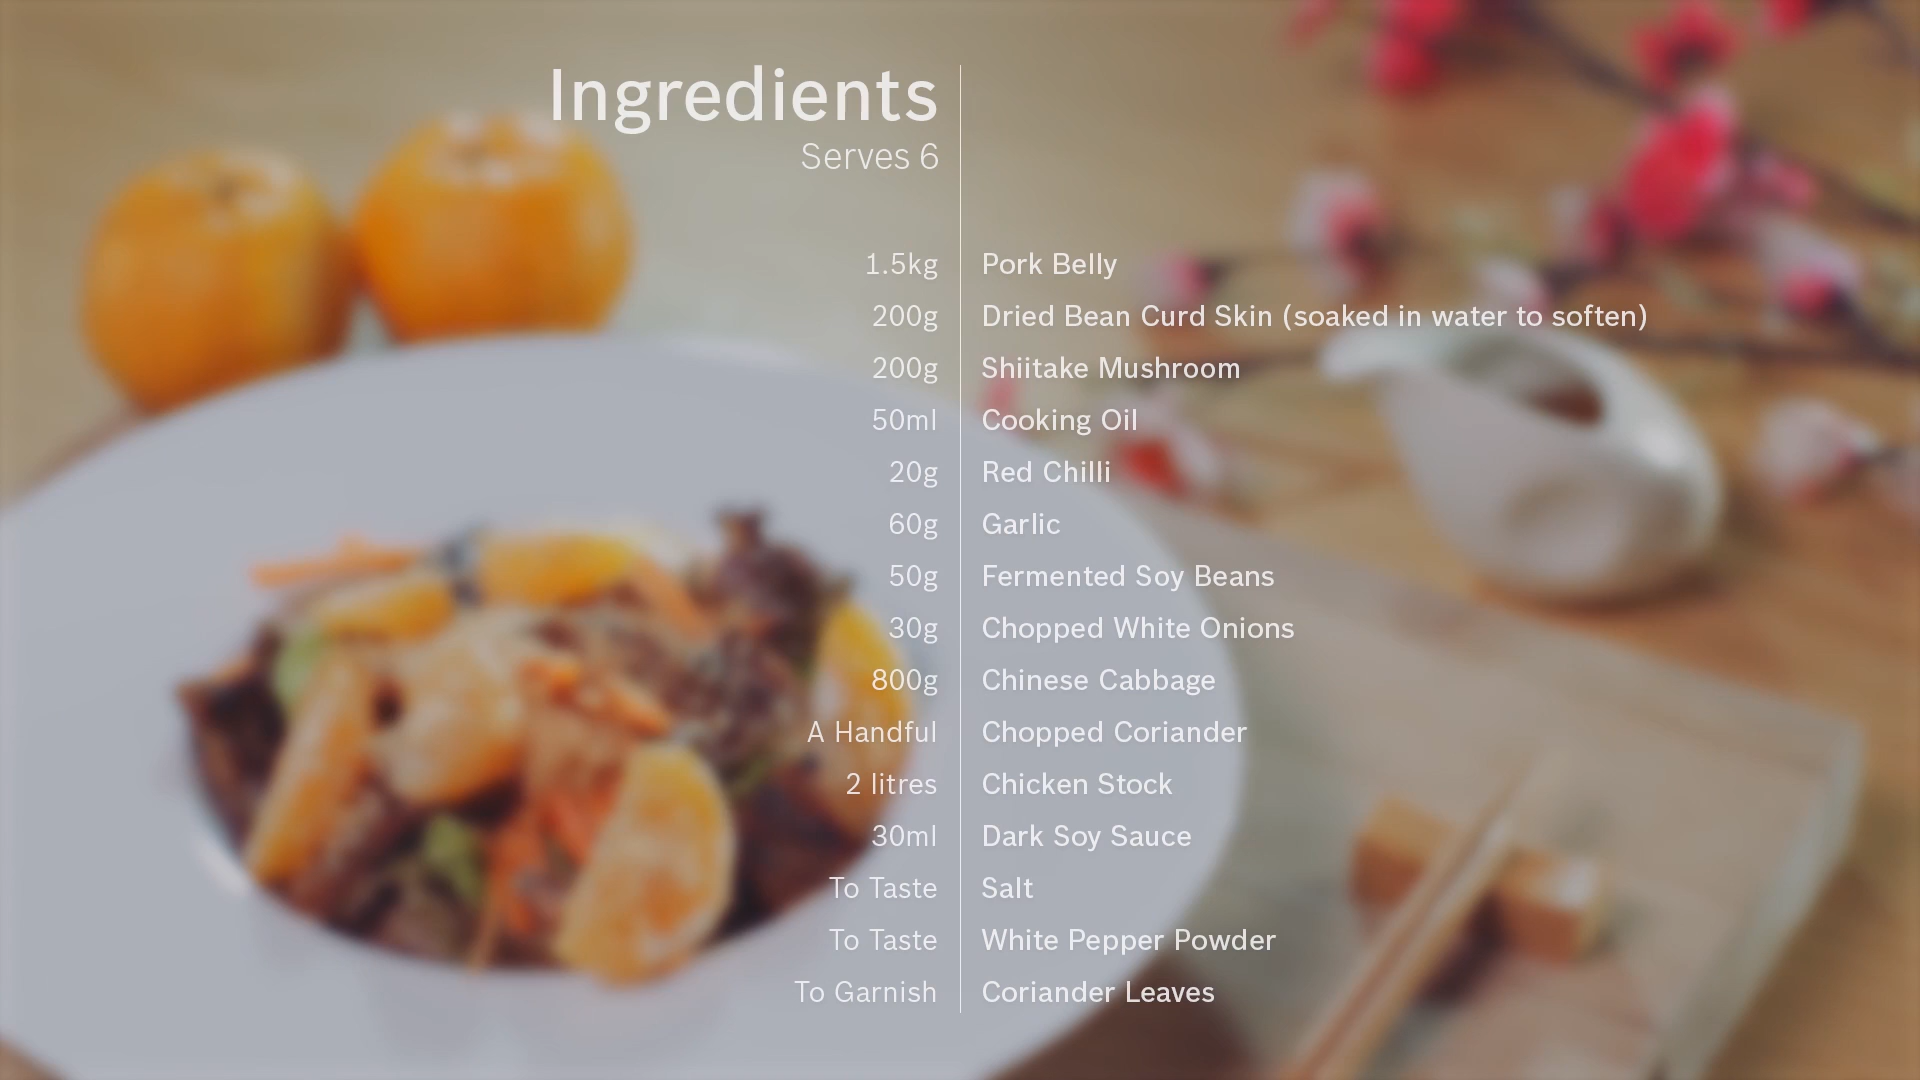 Ingredients
Serves 6
1.5kg Pork Belly
200g Dried Bean Curd Skin (soaked in water to soften)
200g Shiitake Mushroom
50ml Cooking Oil
20g Red Chilli
60g Garlic
50g Fermented Soy Beans
30g Chopped White Onions
800g Chinese Cabbage
A Handful Chopped Coriander
2 litres Chicken Stock
30ml Dark Soy Sauce
To Taste Salt
To Taste White Pepper Powder
To Garnish Coriander Leaves